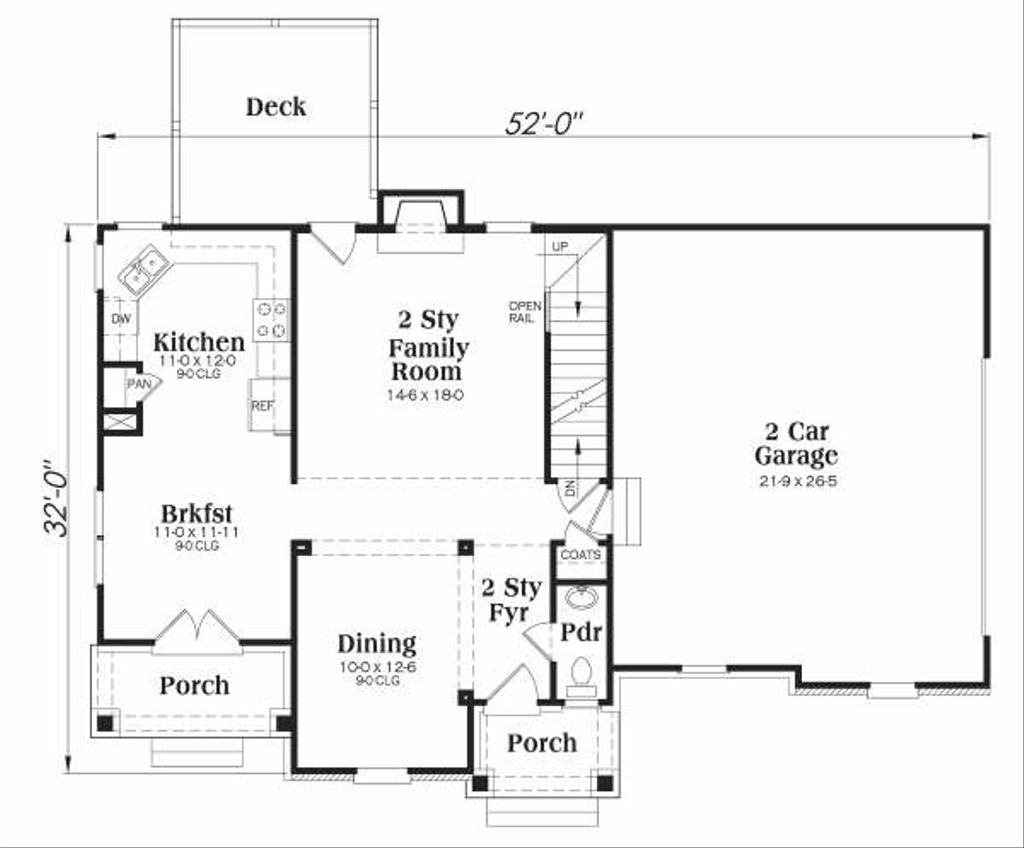 Deck
52'-0"
UP
OPEN
RAIL
2 Sty
Family
Room
14-6 x 18-0
DW
Kitchen
11-0 x 12-0
9-0 CLG
PAN
REF
2 Car
Garage
21-9 x 26-5
32'-0"
DN
Brkfst
11-0 x 11-11
9-0 CLG
COATS
2 Sty
Fyr
Pdr
Dining
10-0 x 12-6
9-0 CLG
Porch
Porch